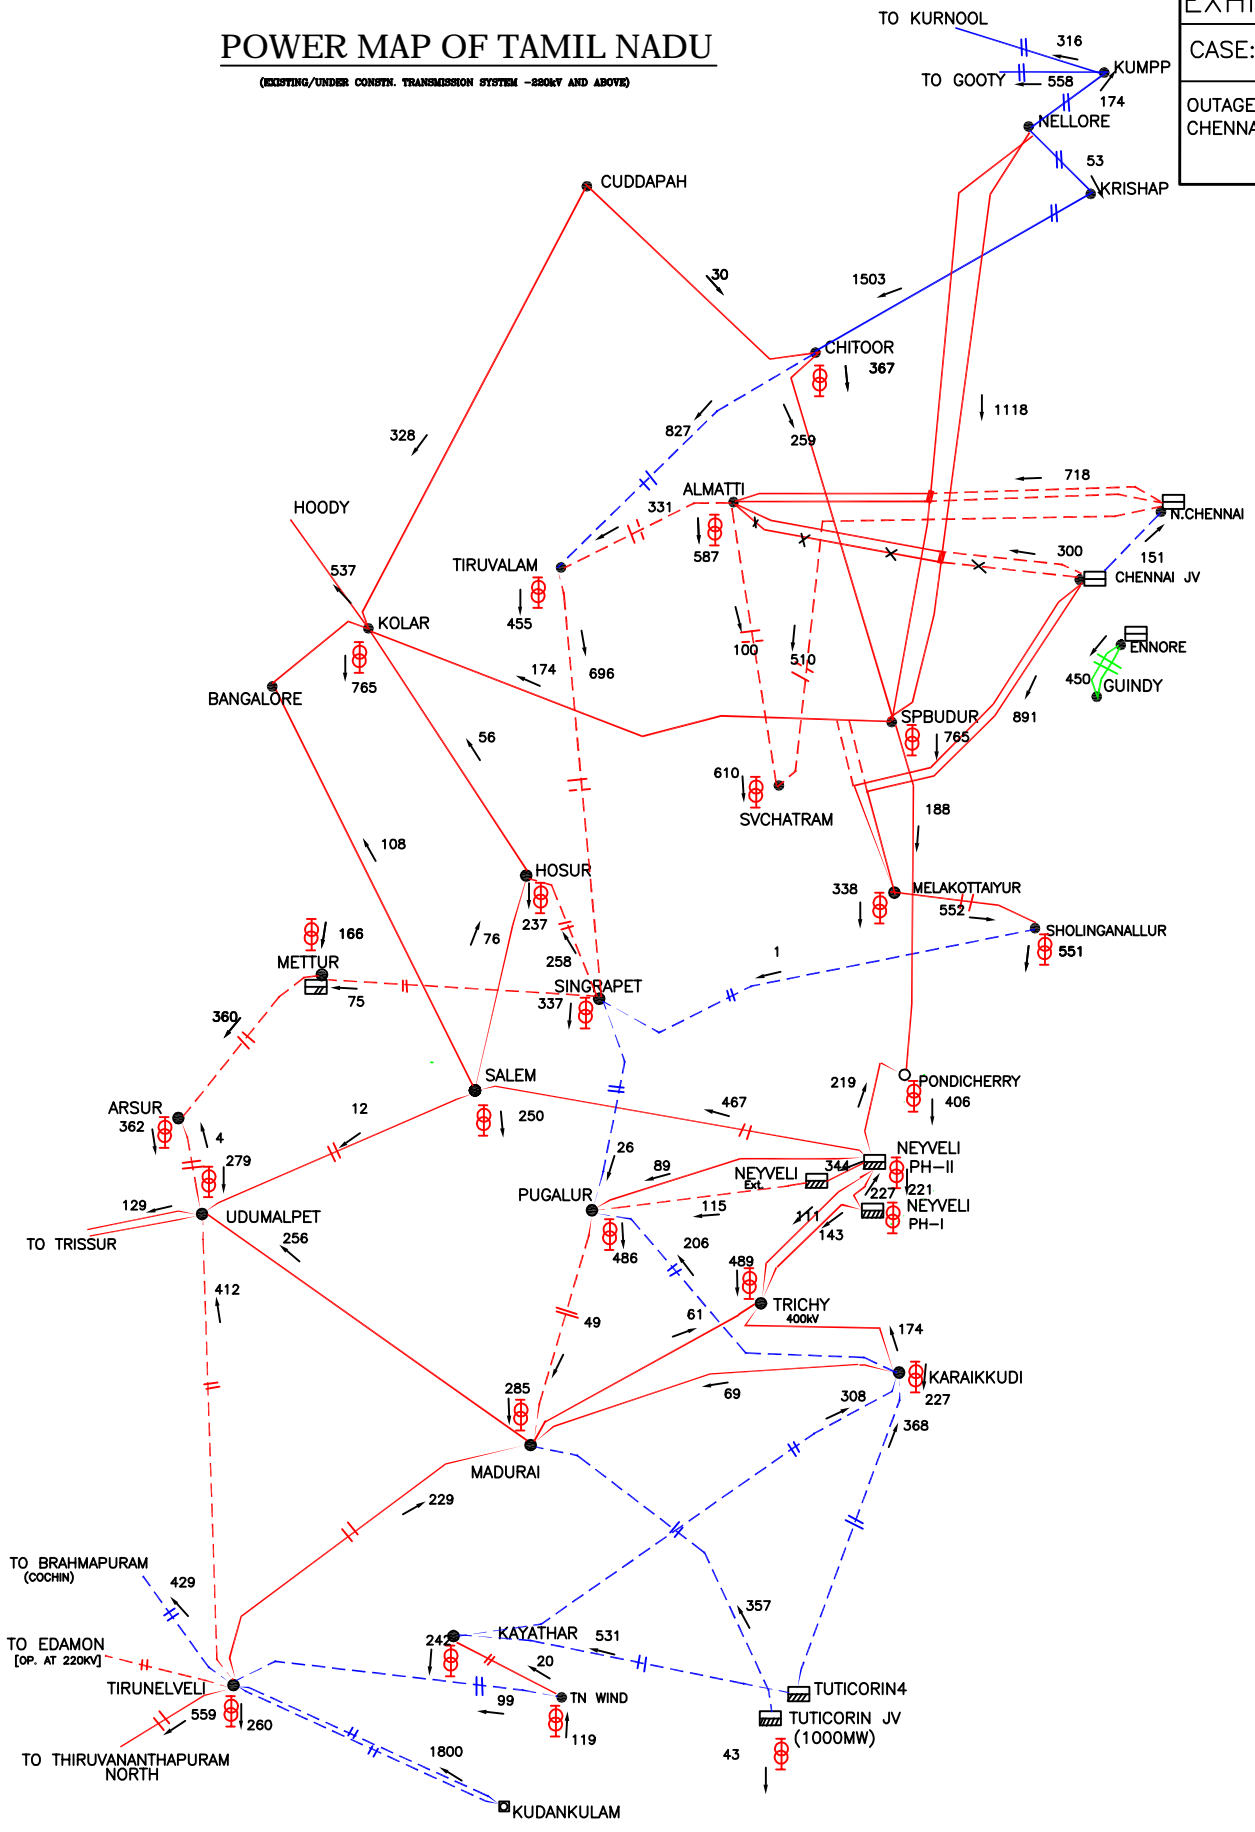 EXHI
TO KURNOOL
316
CASE:
POWER MAP OF TAMIL NADU
KUMPP
(EXISTING/UNDER CONSTN. TRANSMISSION SYSTEM -220kV AND ABOVE)
TO GOOTY
558
174
OUTAGE
CHENNA
NELLORE
53
CUDDAPAH
KRISHAP
30
1503
CHITOOR
367
1118
827
259
328
718
ALMATTI
HOODY
331
N.CHENNAI
587
300
151
TIRUVALAM
537
CHENNAI JV
455
KOLAR
100
510
ENNORE
174
696
450
GUINDY
765
BANGALORE
SPBUDUR
891
56
765
610
SVCHATRAM
188
108
HOSUR
338
MELAKOTTAIYUR
237
552
166
76
SHOLINGANALLUR
METTUR
258
1
551
SINGRAPET
75
337
360
SALEM
219
PONDICHERRY
ARSUR
362
12
250
467
406
4
26
NEYVELI
PH-II
279
89
NEYVELI
Ext.
344
227
221
129
UDUMALPET
PUGALUR
115
111
NEYVELI
PH-I
TO TRISSUR
256
486
206
143
489
412
61
TRICHY
400kV
49
174
285
69
KARAIKKUDI
227
308
368
MADURAI
229
TO BRAHMAPURAM
(COCHIN)
429
357
TO EDAMON
[OP. AT 220KV]
242
KAYATHAR
531
20
TIRUNELVELI
TN WIND
TUTICORIN4
99
559
260
119
TUTICORIN JV
(1000MW)
TO THIRUVANANTHAPURAM
NORTH
1800
43
KUDANKULAM